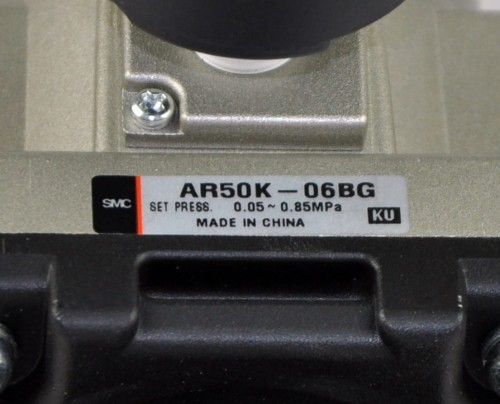 SMC
AR50K-06BG
SET PRESS. 0.05~0.85MPa
MADE IN CHINA
KU